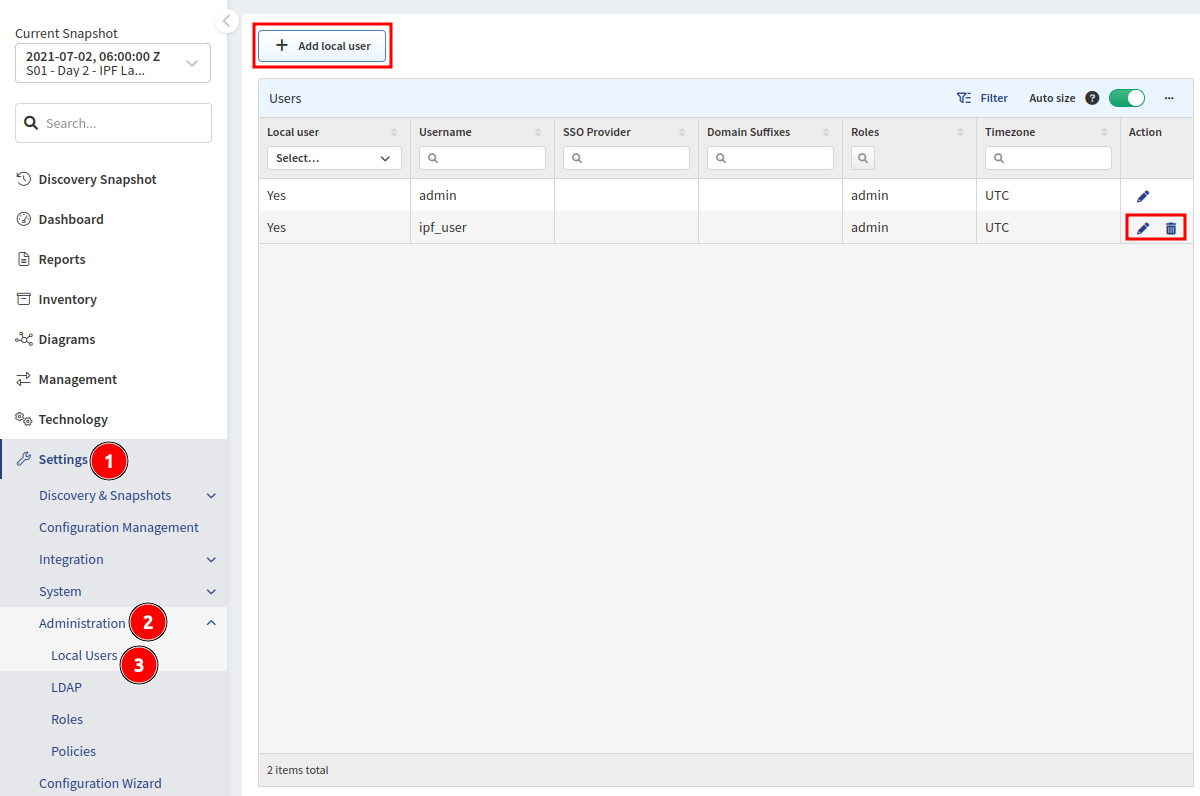 Current Snapshot
2021-07-02, 06:00:00 Z
S01 - Day 2 - IPF La...
Search...
Discovery Snapshot
Dashboard
Reports
Inventory
Diagrams
Management
Technology
Settings 1
Discovery & Snapshots
Configuration Management
Integration
System
Administration 2
Local Users 3
LDAP
Roles
Policies
Configuration Wizard
+ Add local user
Users Filter Auto size ? ...
Local user Username SSO Provider Domain Suffixes Roles Timezone Action
Select...
Yes admin admin UTC
Yes ipf_user admin UTC
2 items total